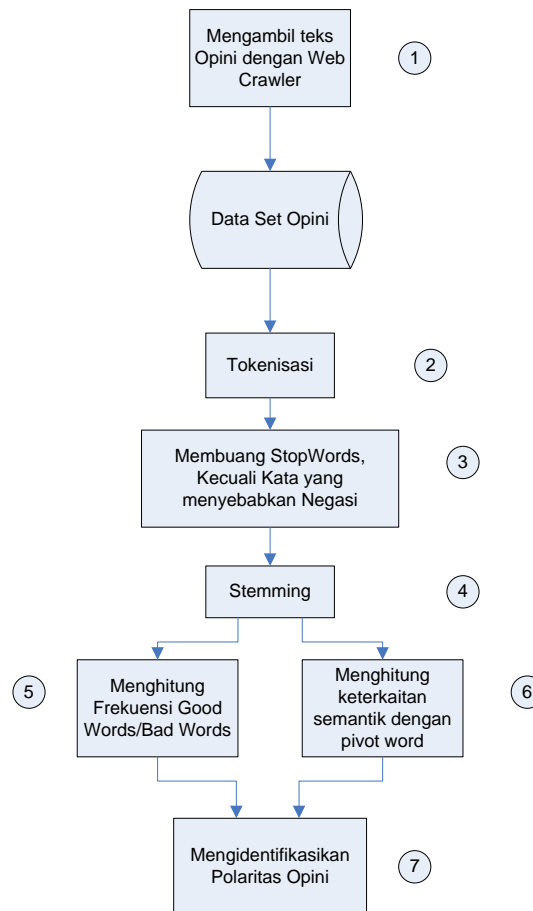 Mengambil teks
Opini dengan Web
Crawler
1
Data Set Opini
Tokenisasi
2
Membuang StopWords,
Kecuali Kata yang
menyebabkan Negasi
3
Stemming
4
5
Menghitung
Frekuensi Good
Words/Bad Words
Menghitung
keterkaitan
semantik dengan
pivot word
6
Mengidentifikasikan
Polaritas Opini
7